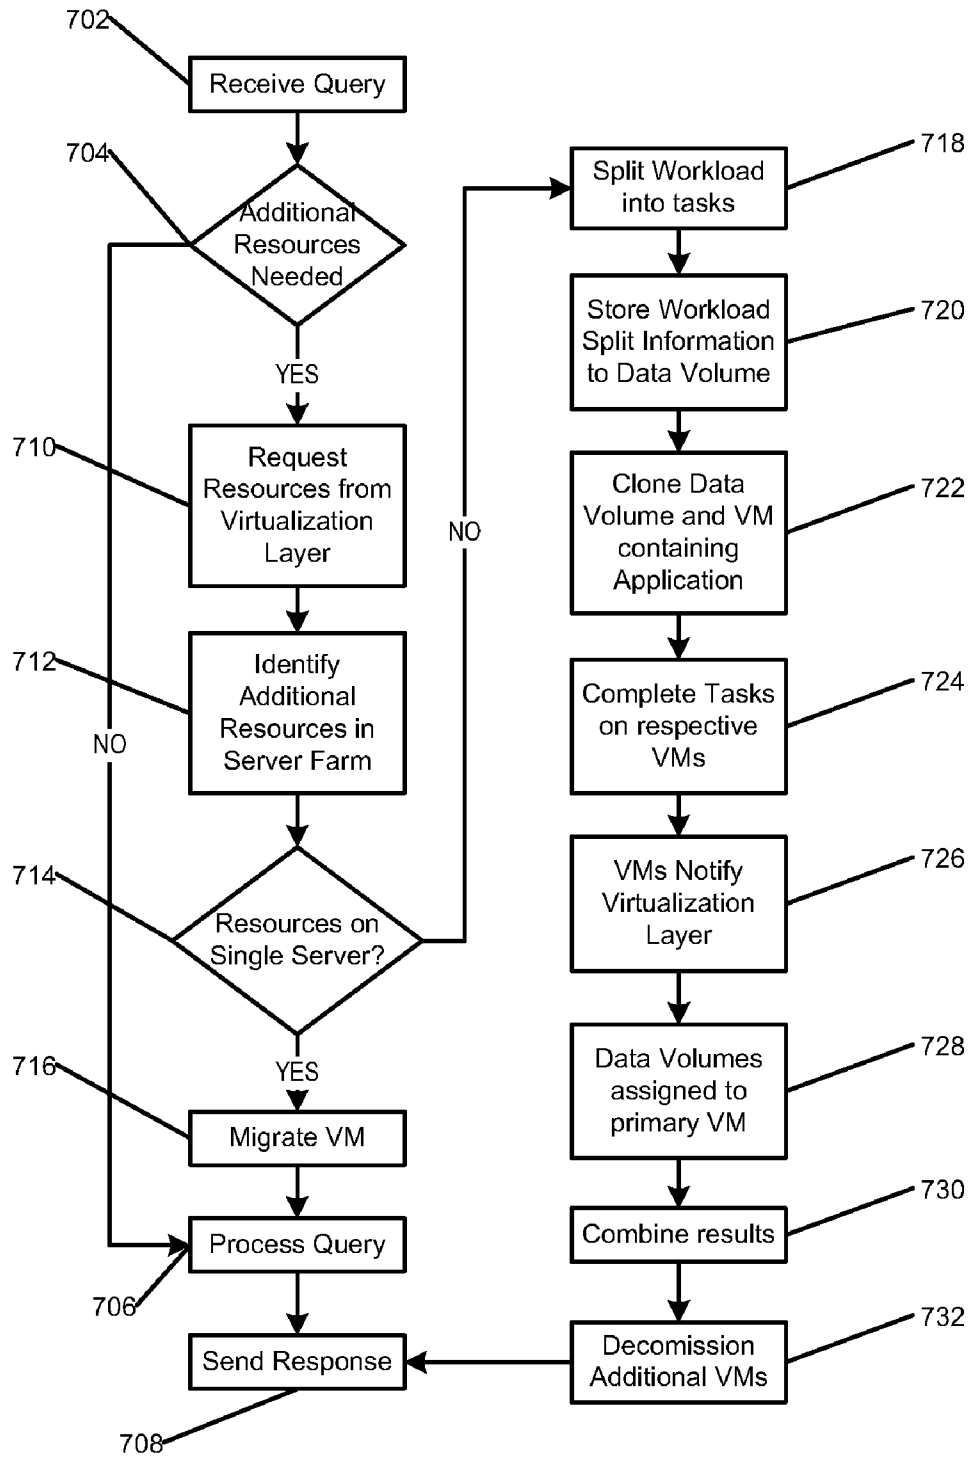 702
Receive Query
704
Additional
Resources
Needed
YES
710
Request
Resources from
Virtualization
Layer
712
Identify
Additional
Resources in
Server Farm
NO
714
Resources on
Single Server?
NO
YES
716
Migrate VM
Process Query
706
Send Response
708
718
Split Workload
into tasks
720
Store Workload
Split Information
to Data Volume
722
Clone Data
Volume and VM
containing
Application
724
Complete Tasks
on respective
VMs
726
VMs Notify
Virtualization
Layer
728
Data Volumes
assigned to
primary VM
730
Combine results
732
Decomission
Additional VMs